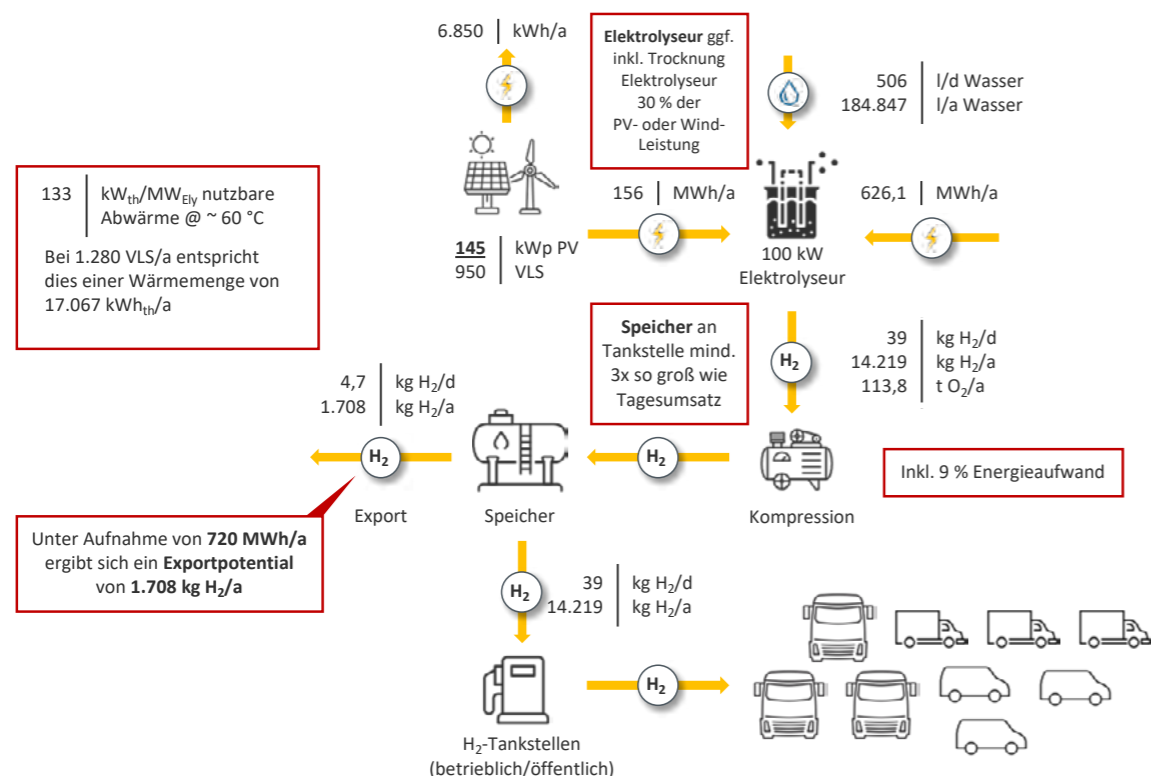 6.850 kWh/a
Elektrolyseur ggf.
inkl. Trocknung
Elektrolyseur
30 % der
PV- oder Wind-
Leistung
506 l/d Wasser
184.847 l/a Wasser
133 kWth/MWEly nutzbare
Abwärme @ ~ 60 °C
Bei 1.280 VLS/a entspricht
dies einer Wärmemenge von
17.067 kWhth/a
156 MWh/a
626,1 MWh/a
145 kWp PV
950 VLS
100 kW
Elektrolyseur
Speicher an
Tankstelle mind.
3x so groß wie
Tagesumsatz
H2
39 kg H2/d
14.219 kg H2/a
113,8 t O2/a
4,7 kg H2/d
1.708 kg H2/a
H2
H2
Inkl. 9 % Energieaufwand
Export
Speicher
Kompression
Unter Aufnahme von 720 MWh/a
ergibt sich ein Exportpotential
von 1.708 kg H2/a
H2
39 kg H2/d
14.219 kg H2/a
H2
H2-Tankstellen
(betrieblich/öffentlich)